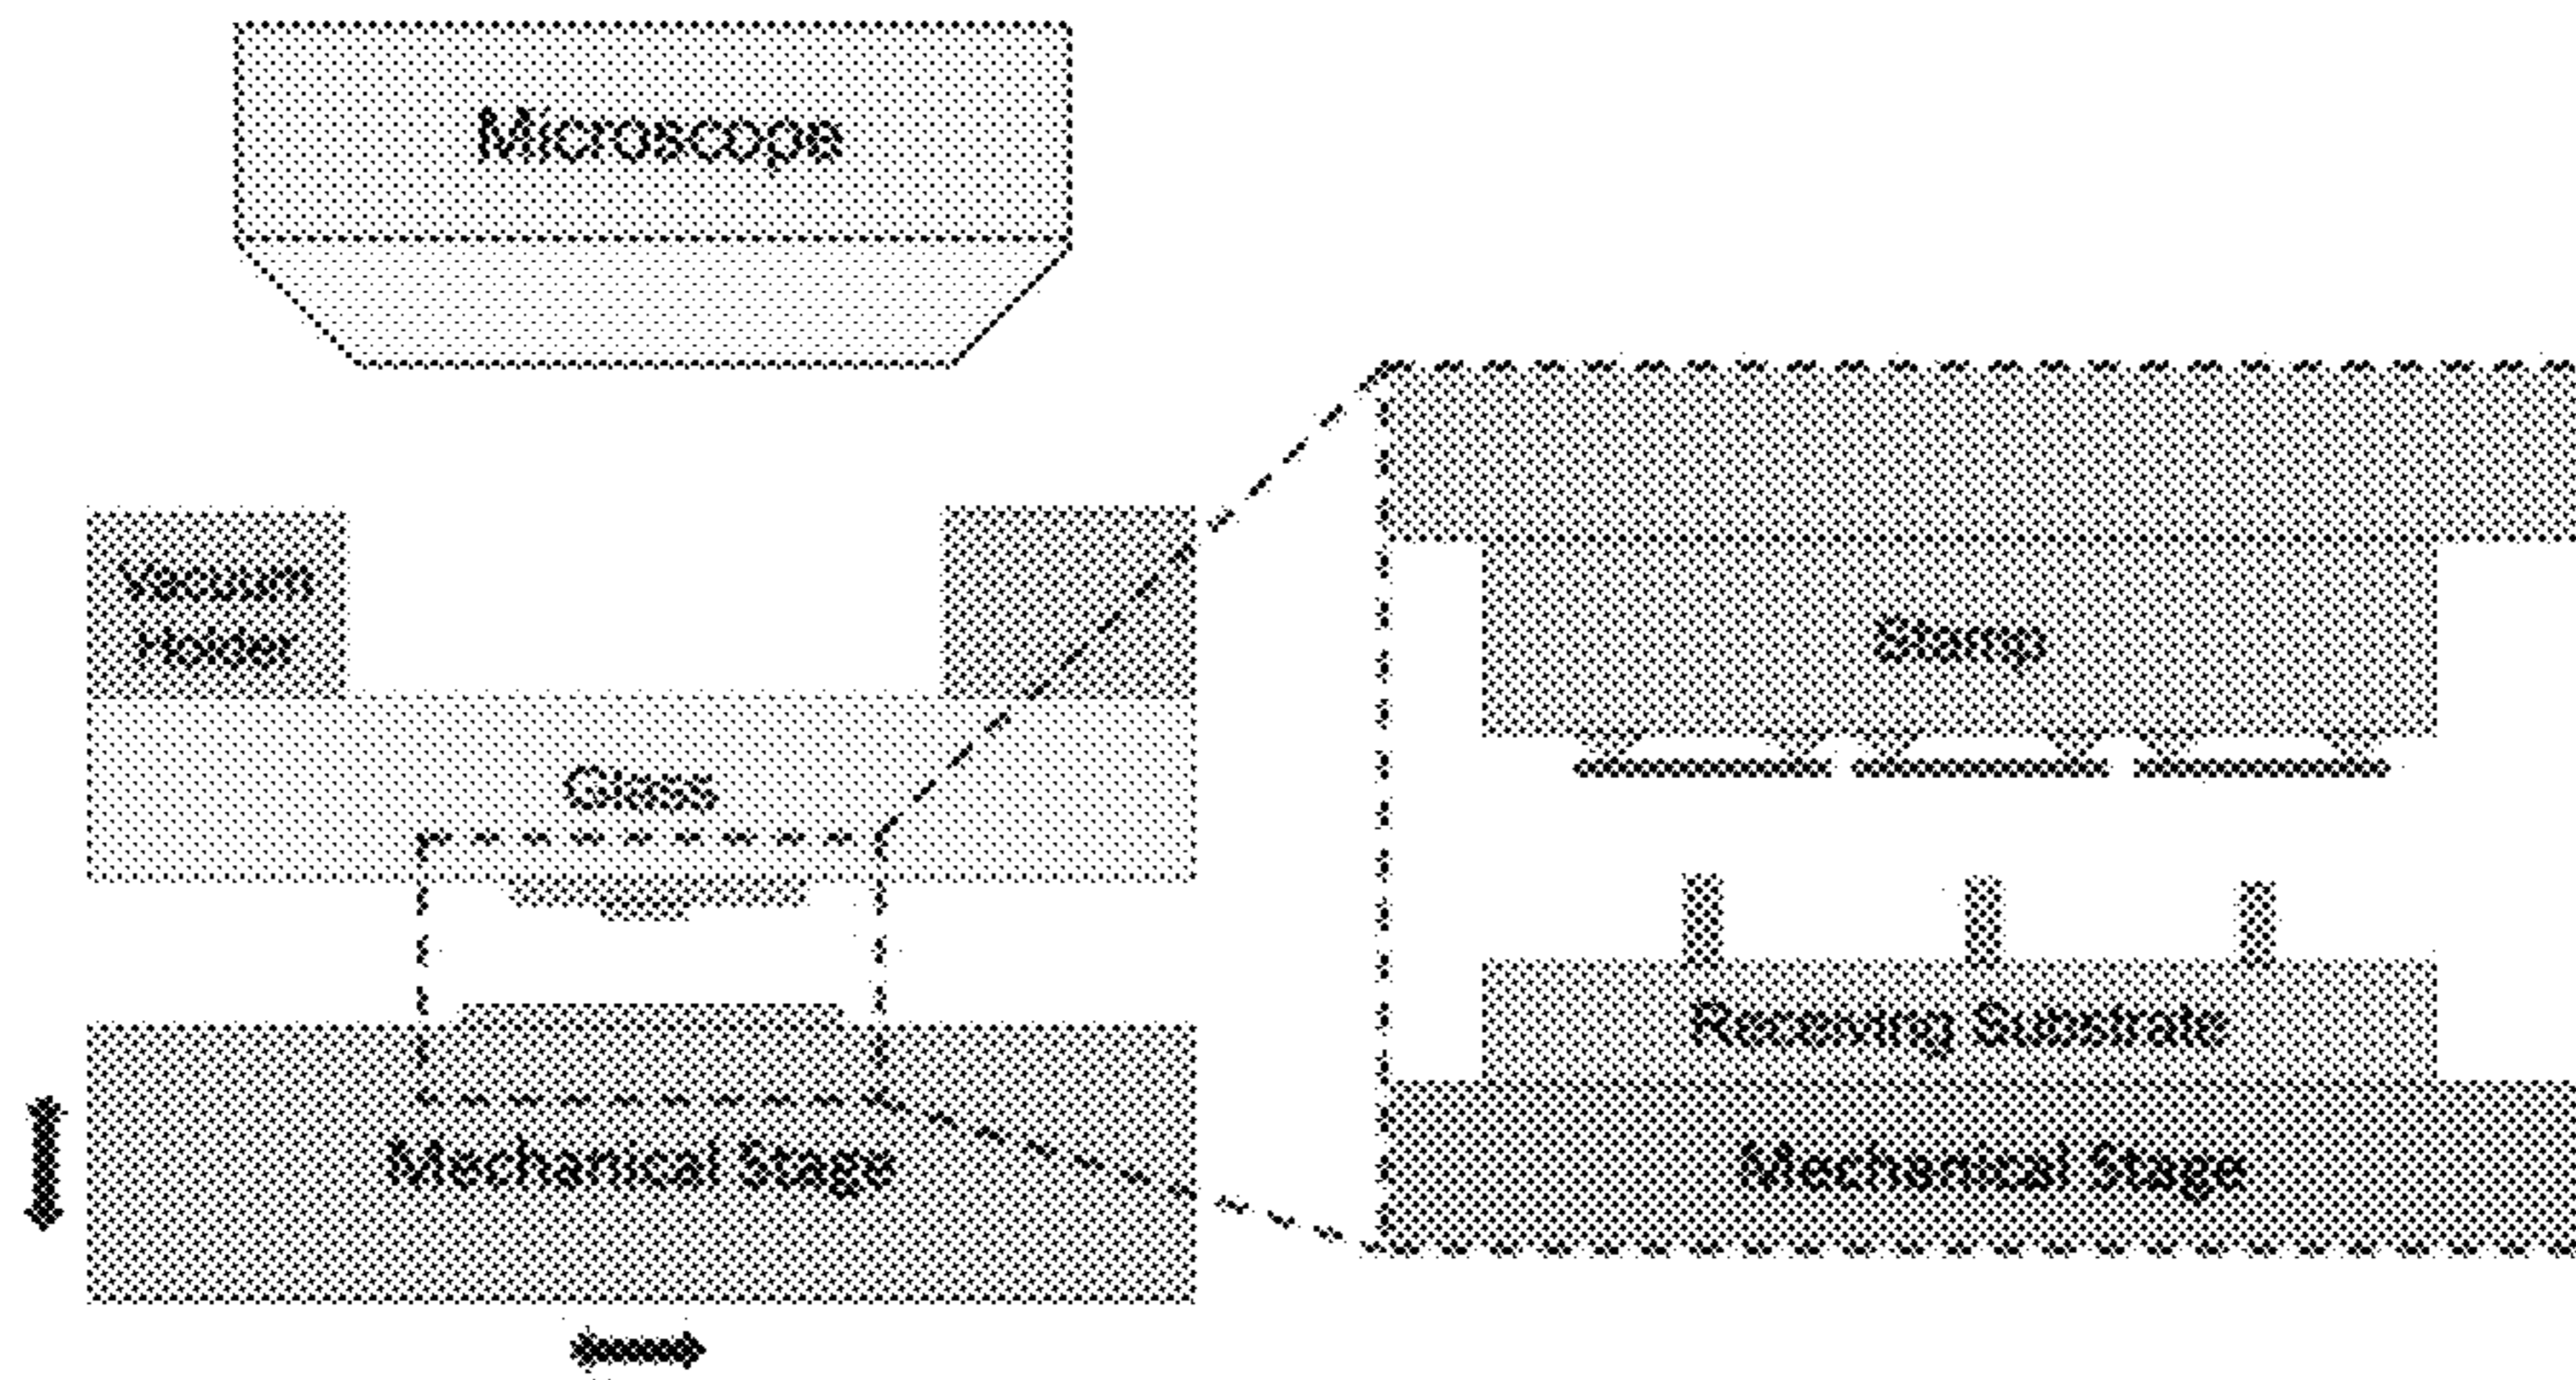 Microscope
Vacuum
Holder
Glass
Mechanical Stage
Stamp
Receiving Substrate
Mechanical Stage